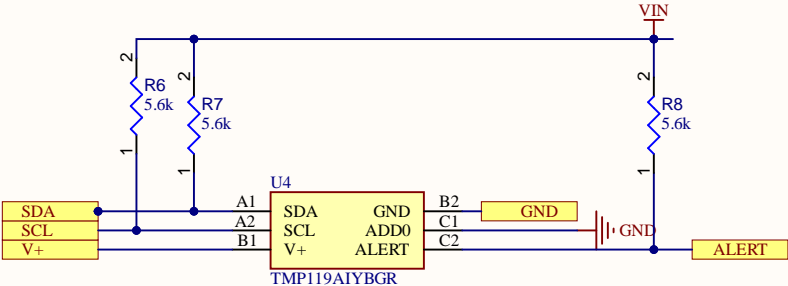 VIN
2
R6
5.6k
1
2
R7
5.6k
1
2
R8
5.6k
1
U4
SDA
A1
SDA
GND
B2
GND
SCL
A2
SCL
ADD0
C1
GND
V+
B1
V+
ALERT
C2
ALERT
TMP119AIYBGR